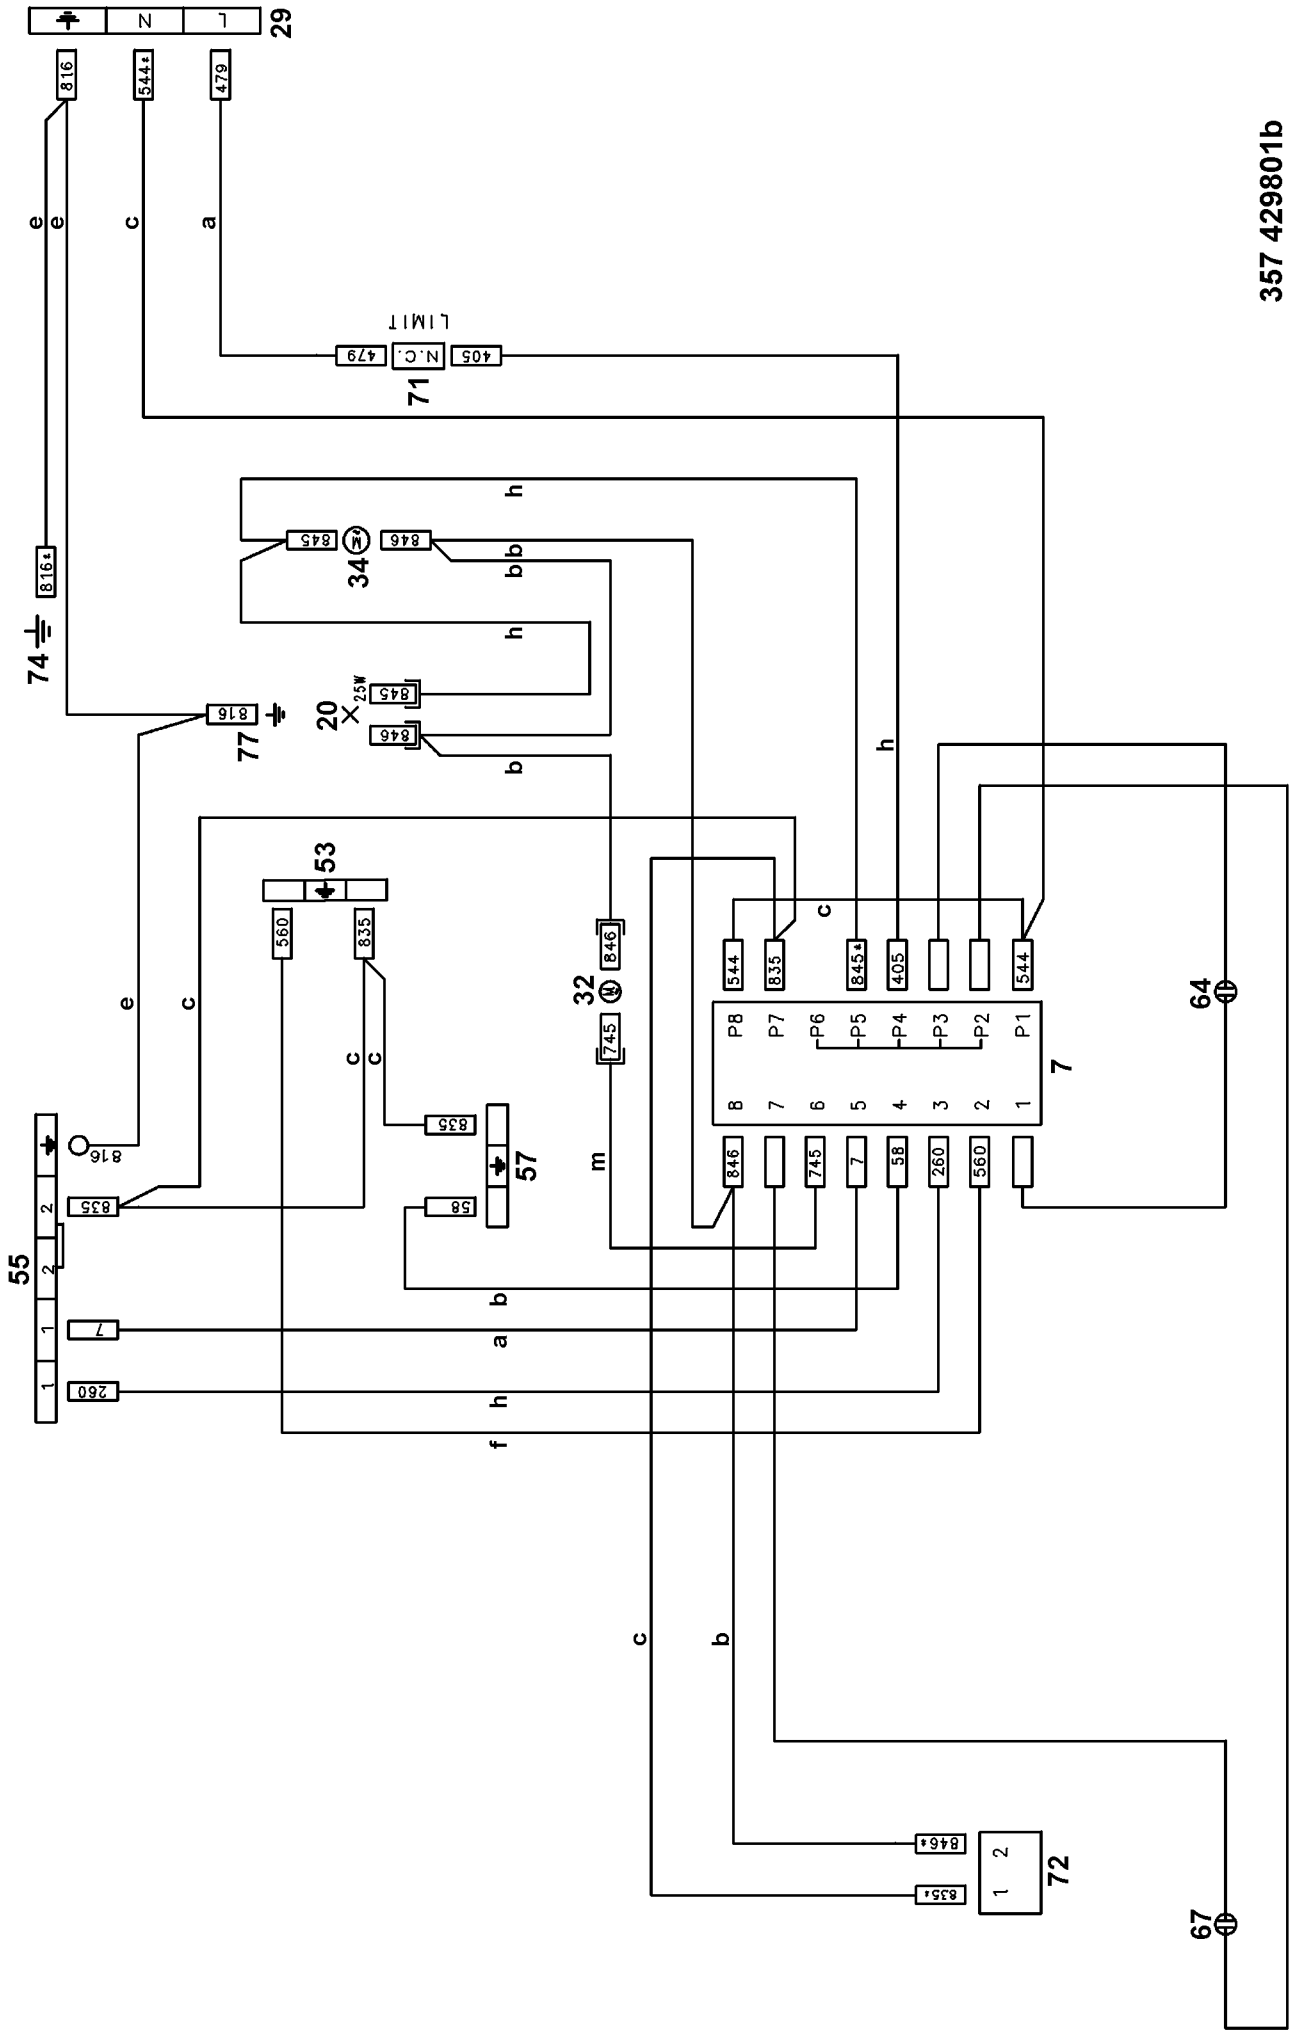 N
L
29
816
544*
479
e
e
c
a
357 429801b
LIMIT
479
N.C.
405
71
h
845
M
846
34
b
b
816*
74
h
20
25W
845
846
816
77
b
h
c
53
560
835
c
544
835
845*
405
544
846
32
M
745
64
P8
P7
P6
P5
P4
P3
P2
P1
8
7
6
5
4
3
2
1
7
846
745
7
58
260
560
e
c
c
c
835
57
58
m
816
55
2
2
1
1
835
7
260
b
a
h
f
c
b
846*
835*
1
2
72
67